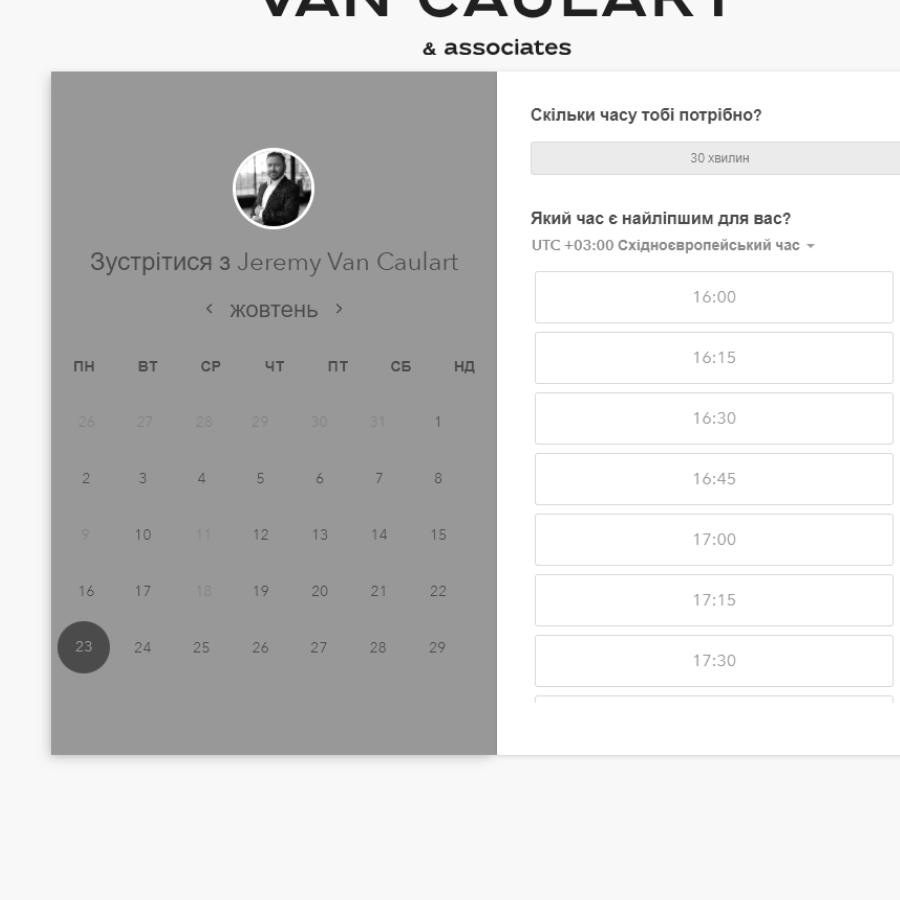 VAN CAULART
& associates
Зустрітися з Jeremy Van Caulart
жовтень
ПН ВТ СР ЧТ ПТ СБ НД
26 27 28 29 30 31 1
2 3 4 5 6 7 8
9 10 11 12 13 14 15
16 17 18 19 20 21 22
23 24 25 26 27 28 29
Скільки часу тобі потрібно?
30 хвилин
Який час є найліпшим для вас?
UTC +03:00 Східноєвропейський час
16:00
16:15
16:30
16:45
17:00
17:15
17:30